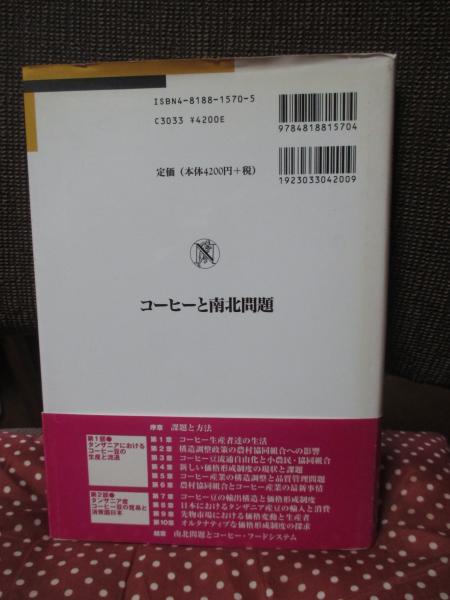 ISBN4-8188-1570-5
C3033 ¥4200E
定価（本体4200円+税）
9784818815704
1923033042009
コーヒーと南北問題
序章 課題と方法
第1部●
タンザニアにおける
コーヒー豆の
生産と流通
第1章 コーヒー生産者達の生活
第2章 構造調整政策の農村協同組合への影響
第3章 コーヒー豆流通自由化と小農民・協同組合
第4章 新しい価格形成制度の現状と課題
第5章 コーヒー産業の構造調整と品質管理問題
第6章 農村協同組合とコーヒー産業の最新事情
第2部●
タンザニア産
コーヒー豆の貿易と
消費国日本
第7章 コーヒー豆の輸出構造と価格形成制度
第8章 日本におけるタンザニア産豆の輸入と消費
第9章 先物市場における価格変動と生産者
第10章 オルタナティブな価格形成制度の探求
終章 南北問題とコーヒー・フードシステム